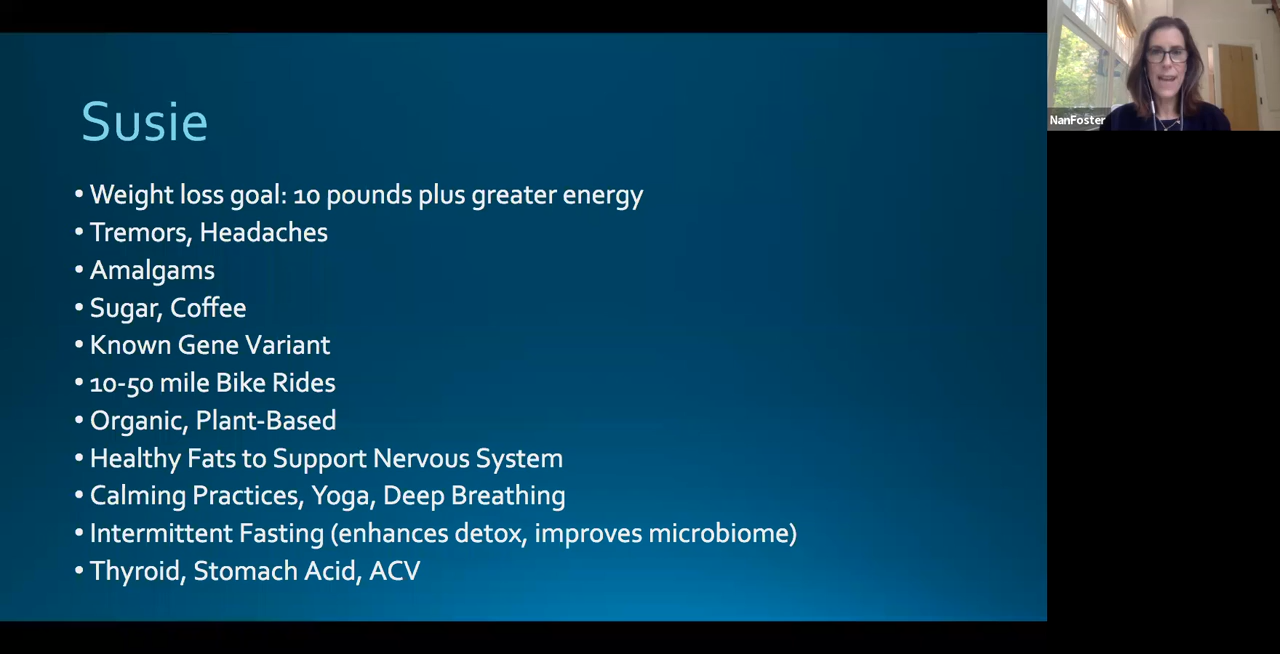 Susie
• Weight loss goal: 10 pounds plus greater energy
• Tremors, Headaches
• Amalgams
• Sugar, Coffee
• Known Gene Variant
• 10-50 mile Bike Rides
• Organic, Plant-Based
• Healthy Fats to Support Nervous System
• Calming Practices, Yoga, Deep Breathing
• Intermittent Fasting (enhances detox, improves microbiome)
• Thyroid, Stomach Acid, ACV
NanFoster